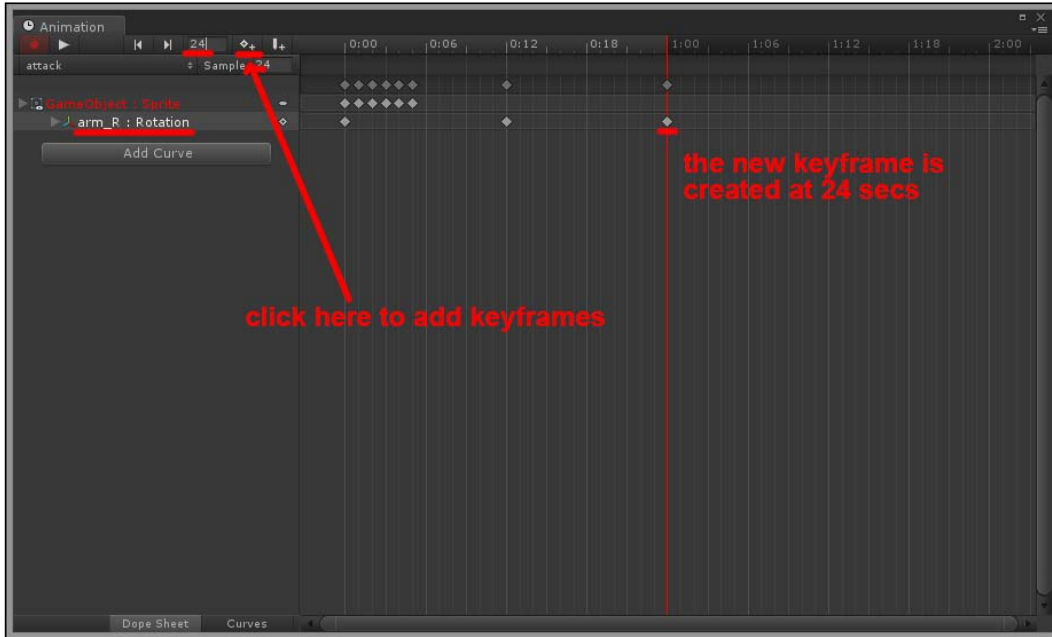 Animation
24
0:00 0:06 0:12 0:18 1:00 1:06 1:12 1:18 2:00
attack Sample 24
GameObject : Sprite
arm_R : Rotation
Add Curve
the new keyframe is
created at 24 secs
click here to add keyframes
Dope Sheet Curves